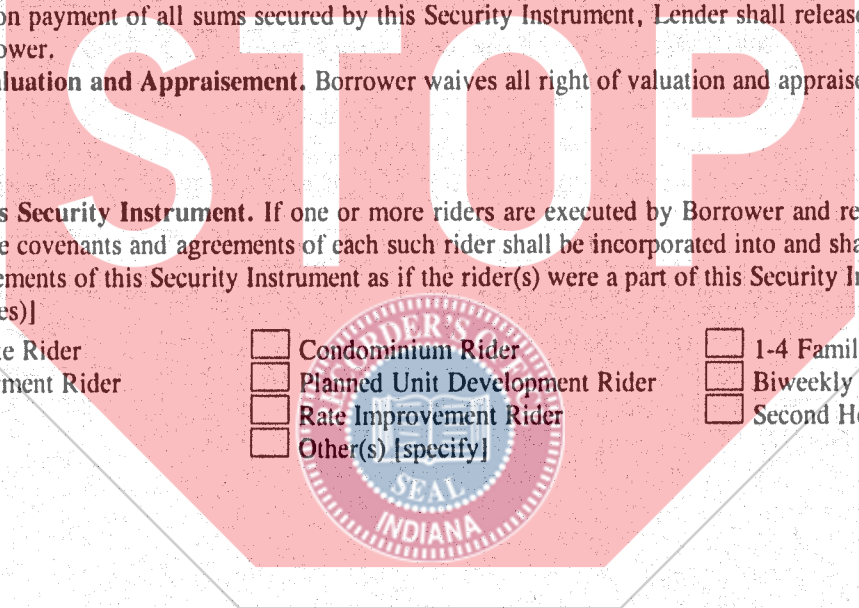 on payment of all sums secured by this Security Instrument, Lender shall release
ower.
luation and Appraisement. Borrower waives all right of valuation and appraise
STOP
s Security Instrument. If one or more riders are executed by Borrower and re
e covenants and agreements of each such rider shall be incorporated into and sha
ements of this Security Instrument as if the rider(s) were a part of this Security In
es)]
e Rider
ment Rider
Condominium Rider
Planned Unit Development Rider
Rate Improvement Rider
Other(s) [specify]
1-4 Famil
Biweekly
Second Ho
RECORDER'S OFFICE
SEAL
INDIANA